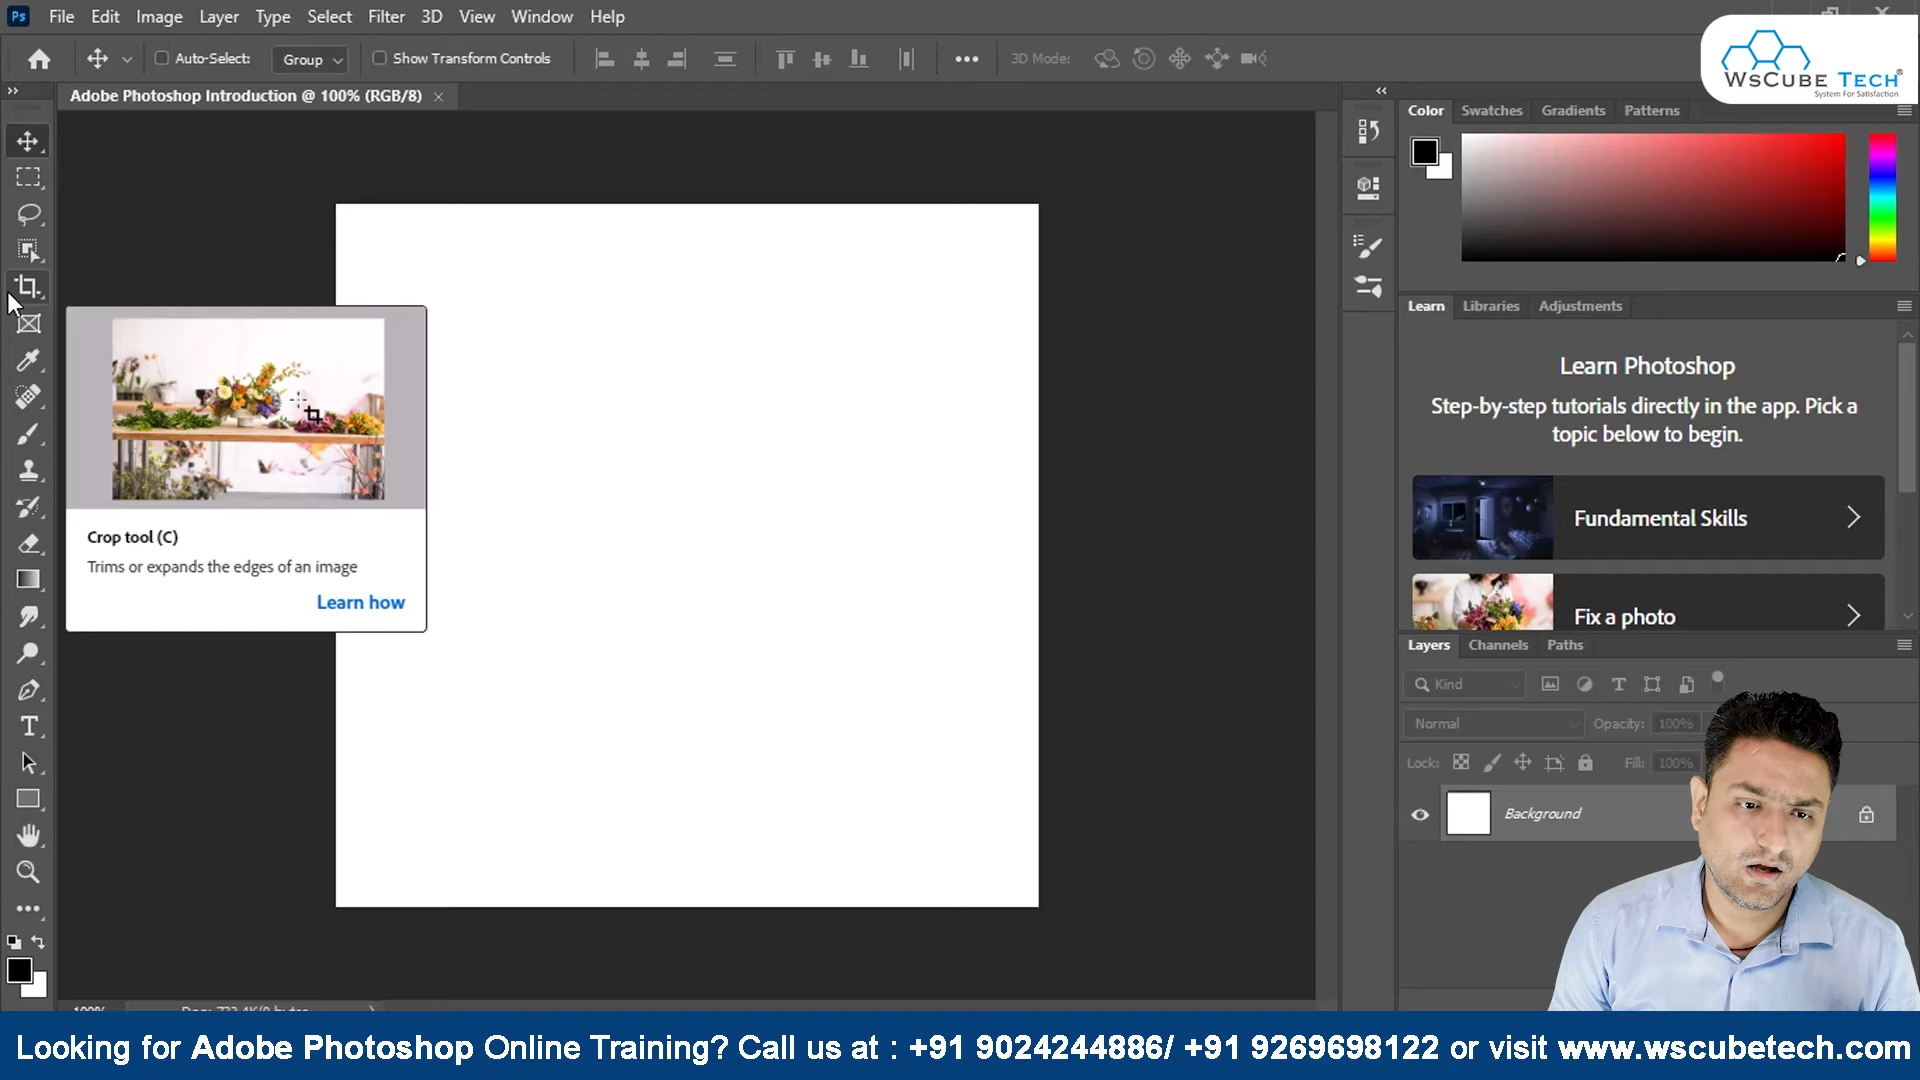 Ps File Edit Image Layer Type Select Filter 3D View Window Help
Auto-Select: Group Show Transform Controls 3D Mode:
WsCube Tech®
System For Satisfaction
Adobe Photoshop Introduction @ 100% (RGB/8)
Color Swatches Gradients Patterns
Learn Libraries Adjustments
Learn Photoshop
Step-by-step tutorials directly in the app. Pick a
topic below to begin.
Fundamental Skills
Fix a photo
Crop tool (C)
Trims or expands the edges of an image
Learn how
Layers Channels Paths
Kind
Normal Opacity: 100%
Lock: Fill: 100%
Background
Looking for Adobe Photoshop Online Training? Call us at : +91 9024244886/ +91 9269698122 or visit www.wscubetech.com